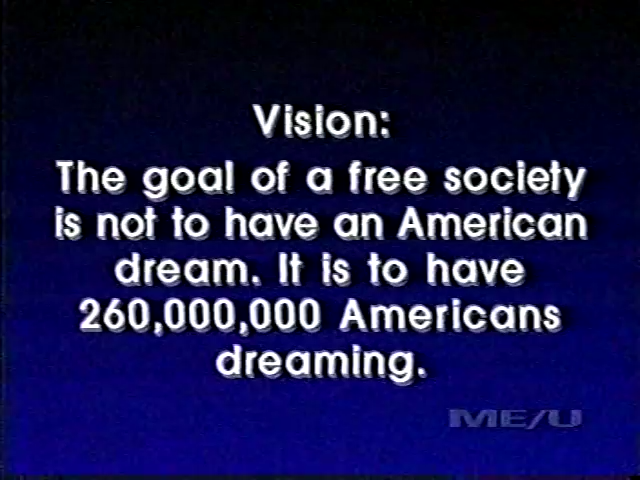 Vision:
The goal of a free society
is not to have an American
dream. It is to have
260,000,000 Americans
dreaming.
ME/U